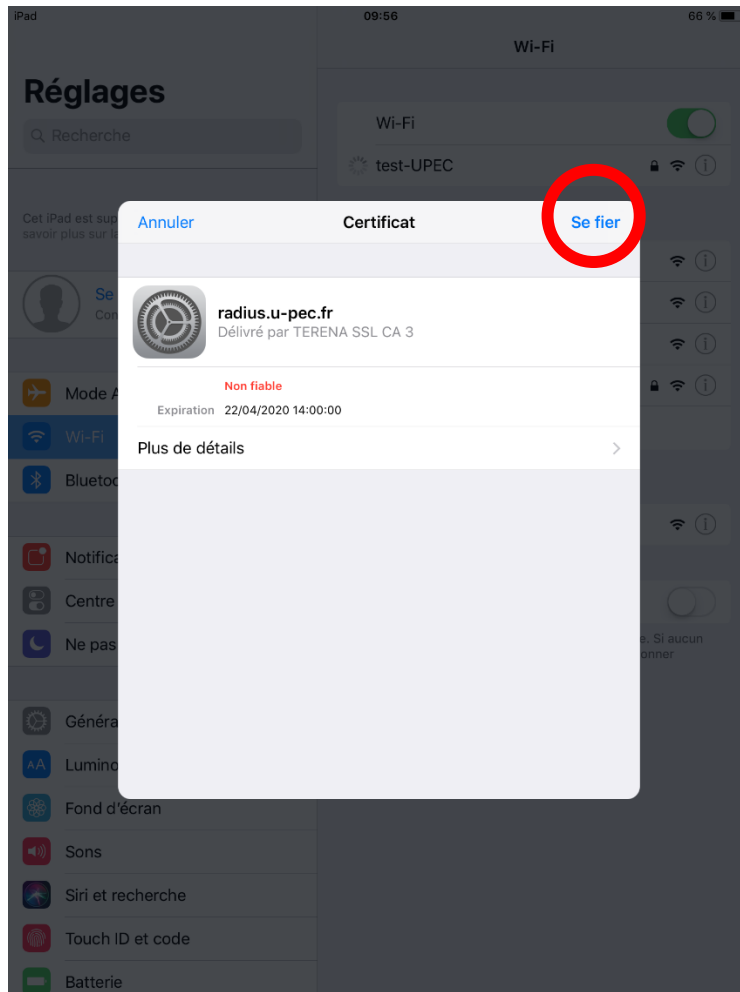 iPad 09:56 66 %
Wi-Fi
Réglages
Recherche
Wi-Fi
test-UPEC
Cet iPad est sup
savoir plus sur la
Annuler Certificat Se fier
Se
Con
radius.u-pec.fr
Délivré par TERENA SSL CA 3
Non fiable
Expiration 22/04/2020 14:00:00
Plus de détails
Mode A
Wi-Fi
Bluetoo
Notifica
Centre
Ne pas
e. Si aucun
onner
Généra
AA Lumino
Fond d'écran
Sons
Siri et recherche
Touch ID et code
Batterie